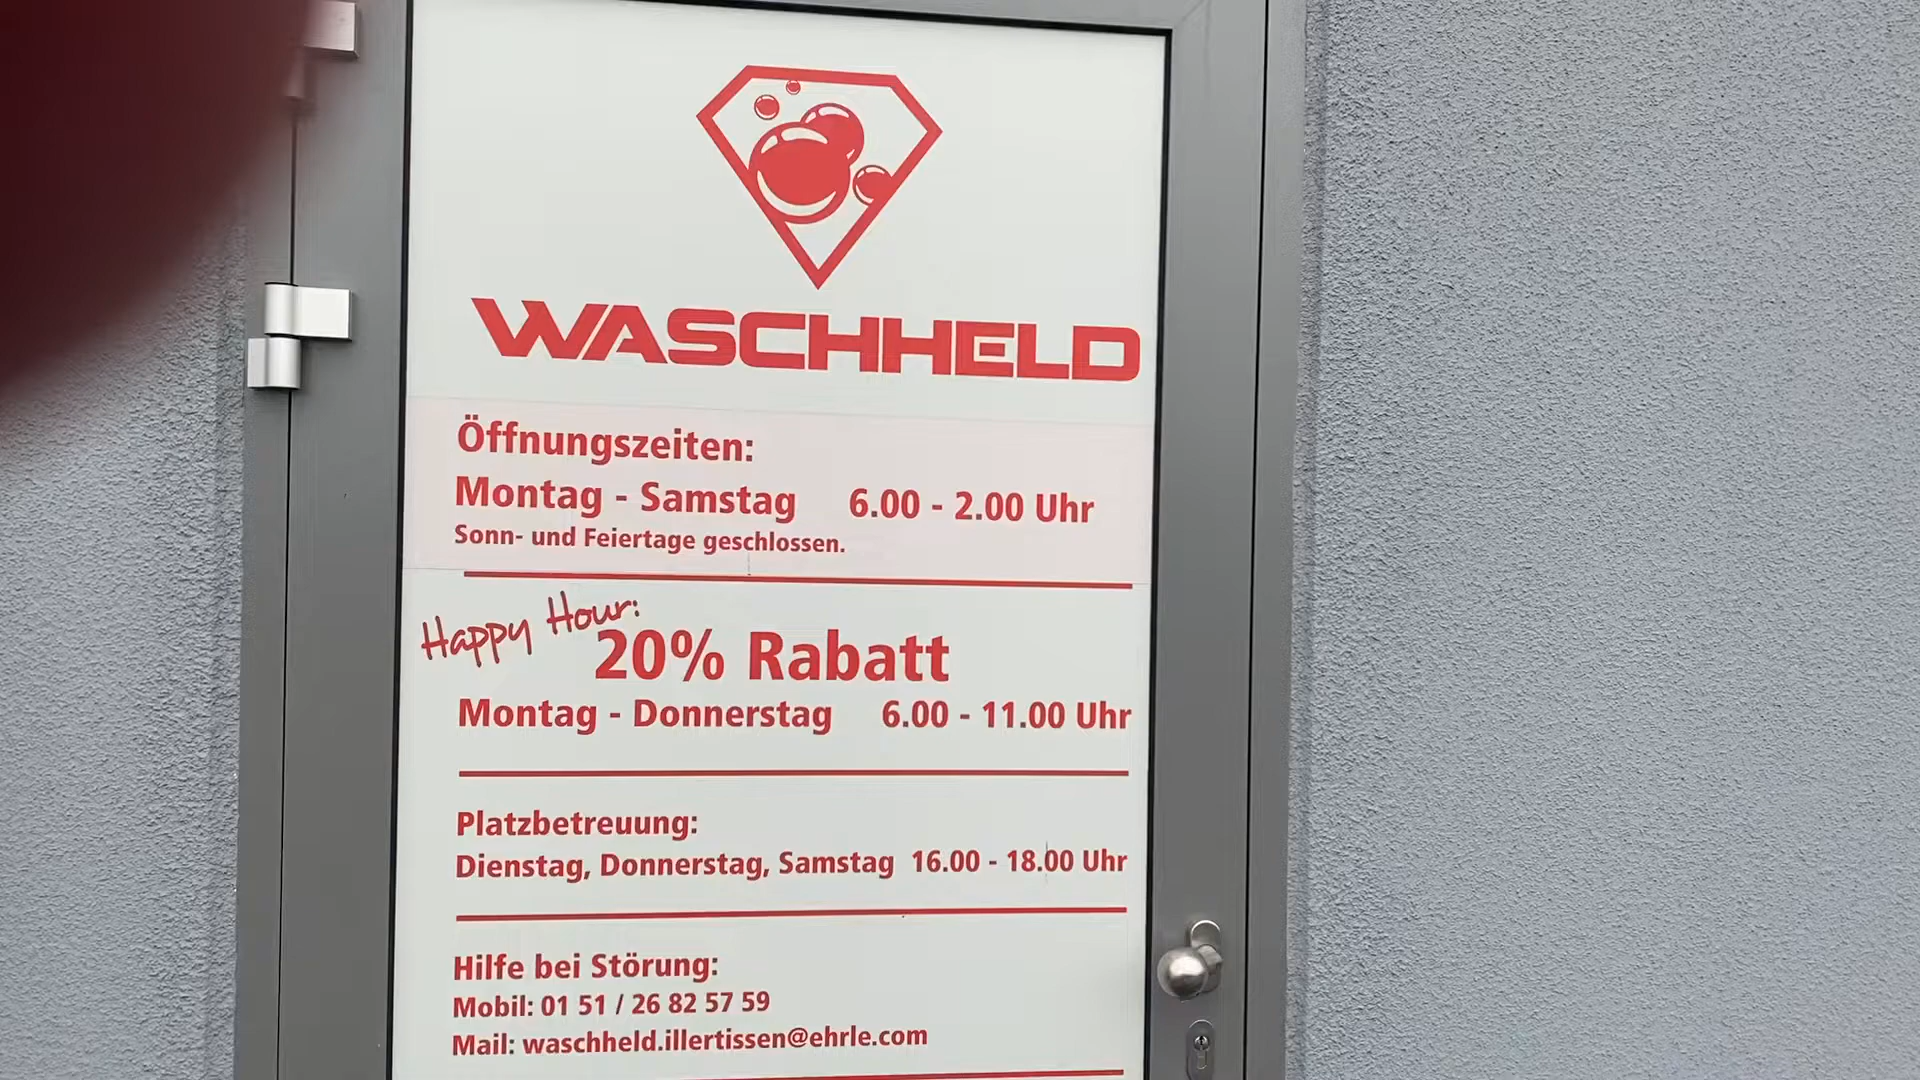 WASCHHELD
Öffnungszeiten:
Montag - Samstag 6.00 - 2.00 Uhr
Sonn- und Feiertage geschlossen.
Happy Hour:
20% Rabatt
Montag - Donnerstag 6.00 - 11.00 Uhr
Platzbetreuung:
Dienstag, Donnerstag, Samstag 16.00 - 18.00 Uhr
Hilfe bei Störung:
Mobil: 01 51 / 26 82 57 59
Mail: waschheld.illertissen@ehrle.com